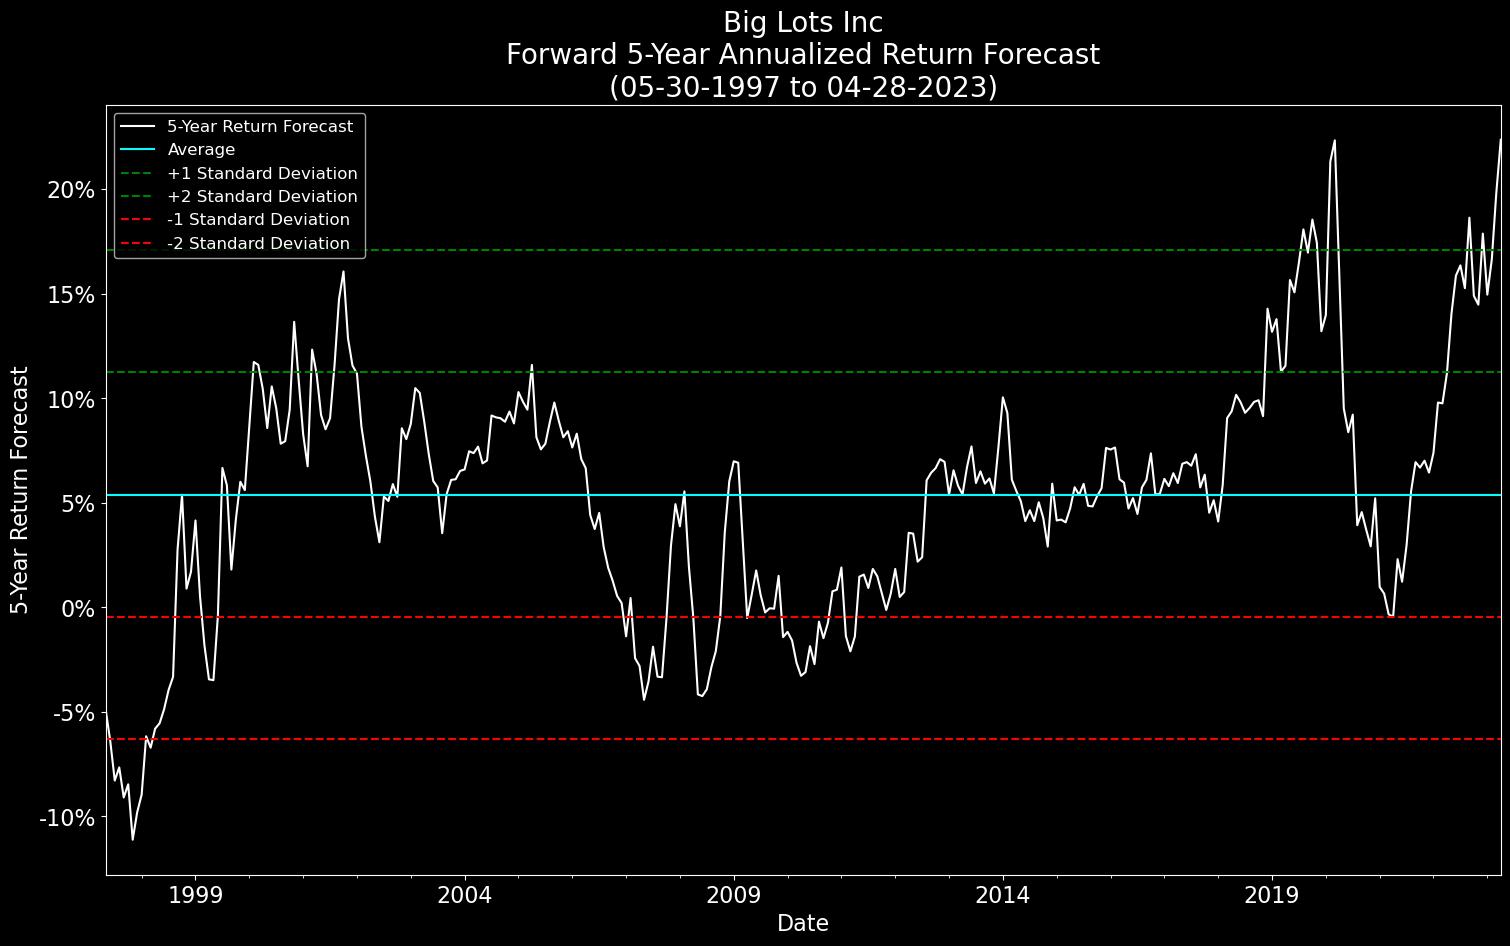 Big Lots Inc
Forward 5-Year Annualized Return Forecast
(05-30-1997 to 04-28-2023)
5-Year Return Forecast
Average
+1 Standard Deviation
+2 Standard Deviation
-1 Standard Deviation
-2 Standard Deviation
5-Year Return Forecast
20%
15%
10%
5%
0%
-5%
-10%
1999
2004
2009
2014
2019
Date